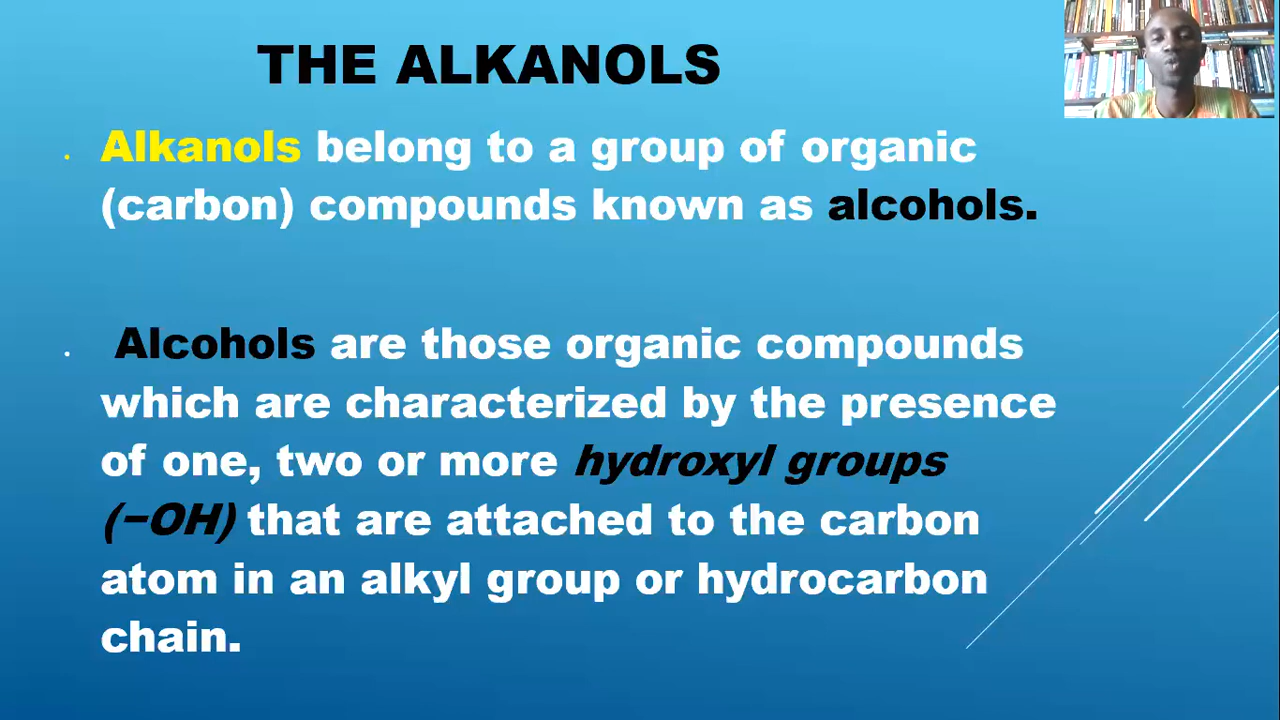 THE ALKANOLS
. Alkanols belong to a group of organic
(carbon) compounds known as alcohols.
. Alcohols are those organic compounds
which are characterized by the presence
of one, two or more hydroxyl groups
(−OH) that are attached to the carbon
atom in an alkyl group or hydrocarbon
chain.